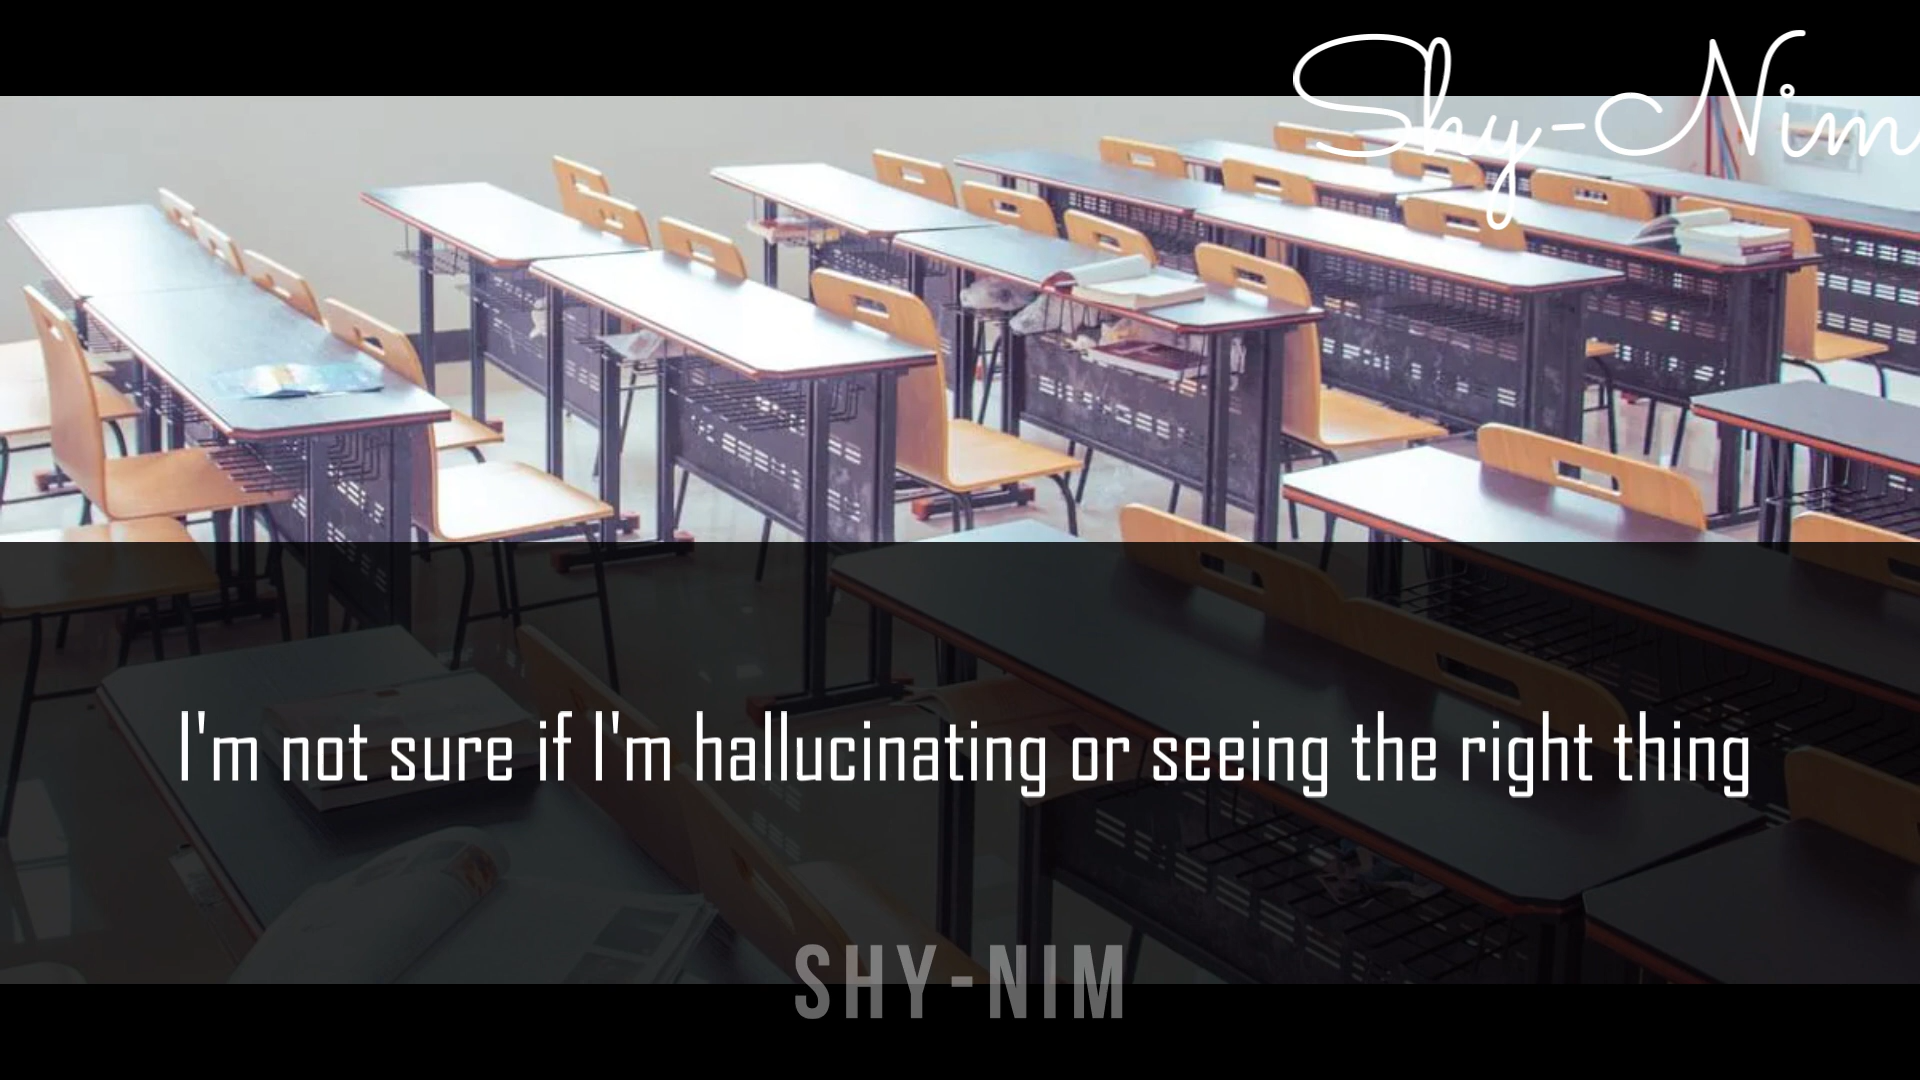 Shy-Nim
I'm not sure if I'm hallucinating or seeing the right thing
SHY-NIM